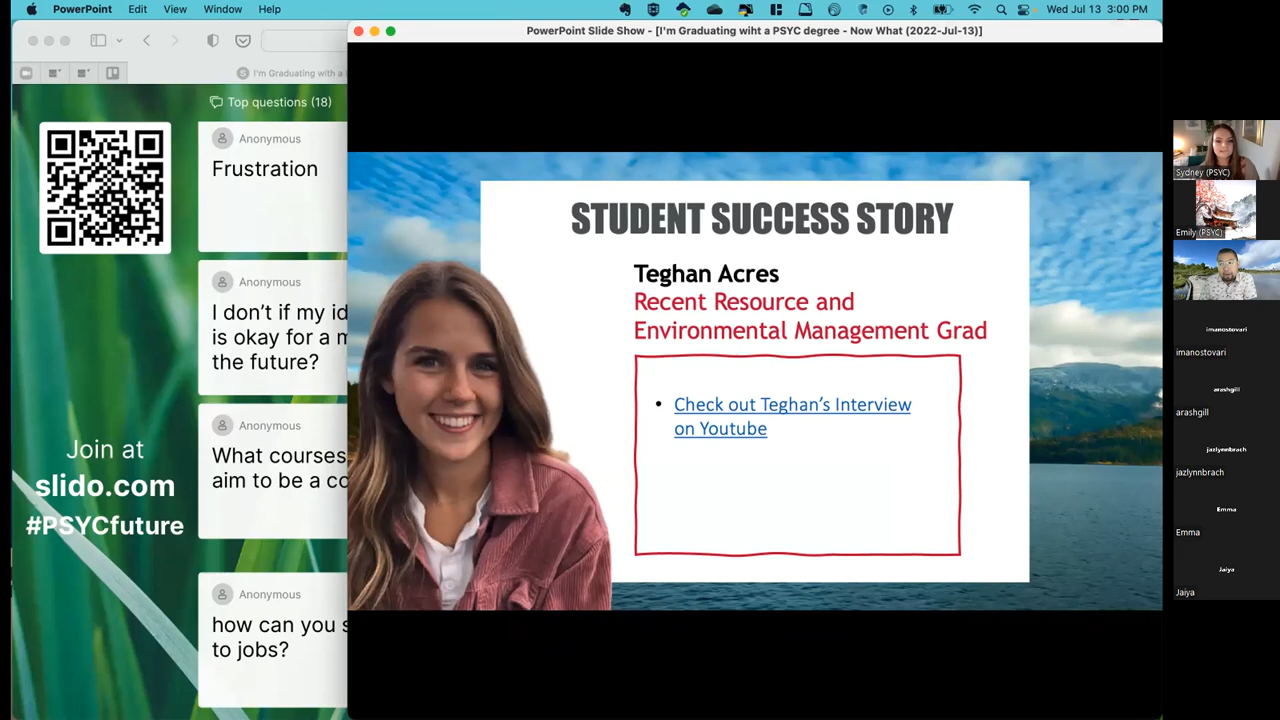 PowerPoint Edit View Window Help
Wed Jul 13 3:00 PM
PowerPoint Slide Show - [I'm Graduating wiht a PSYC degree - Now What (2022-Jul-13)]
I'm Graduating with a
Top questions (18)
Anonymous
Frustration
Anonymous
I don't if my id
is okay for a m
the future?
Anonymous
What courses
aim to be a co
Anonymous
how can you s
to jobs?
Join at
slido.com
#PSYCfuture
STUDENT SUCCESS STORY
Teghan Acres
Recent Resource and
Environmental Management Grad
• Check out Teghan's Interview
on Youtube
Sydney (PSYC)
Emily (PSYC)
imanostovari
imanostovari
arashgill
arashgill
jazlynnbrach
jazlynnbrach
Emma
Emma
Jaiya
Jaiya